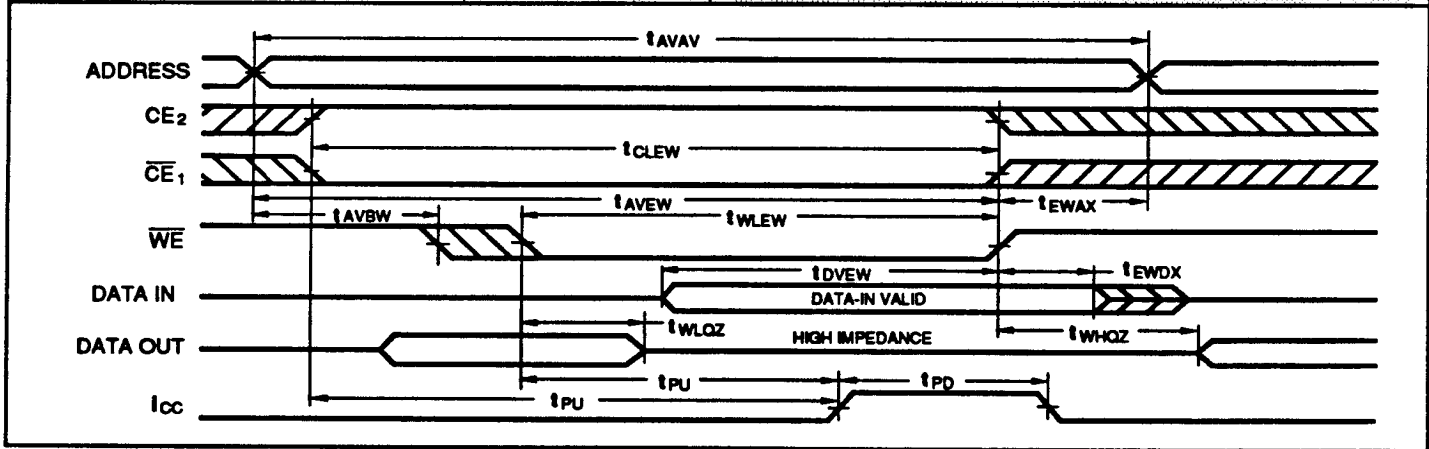 tAVAV
ADDRESS
CE2
tCLEW
CE1
tAVBW
tAVEW
tWLEW
tEWAX
WE
tDVEW
tEWDX
DATA IN
DATA-IN VALID
tWLQZ
HIGH IMPEDANCE
tWHQZ
DATA OUT
tPU
tPD
tPU
ICC